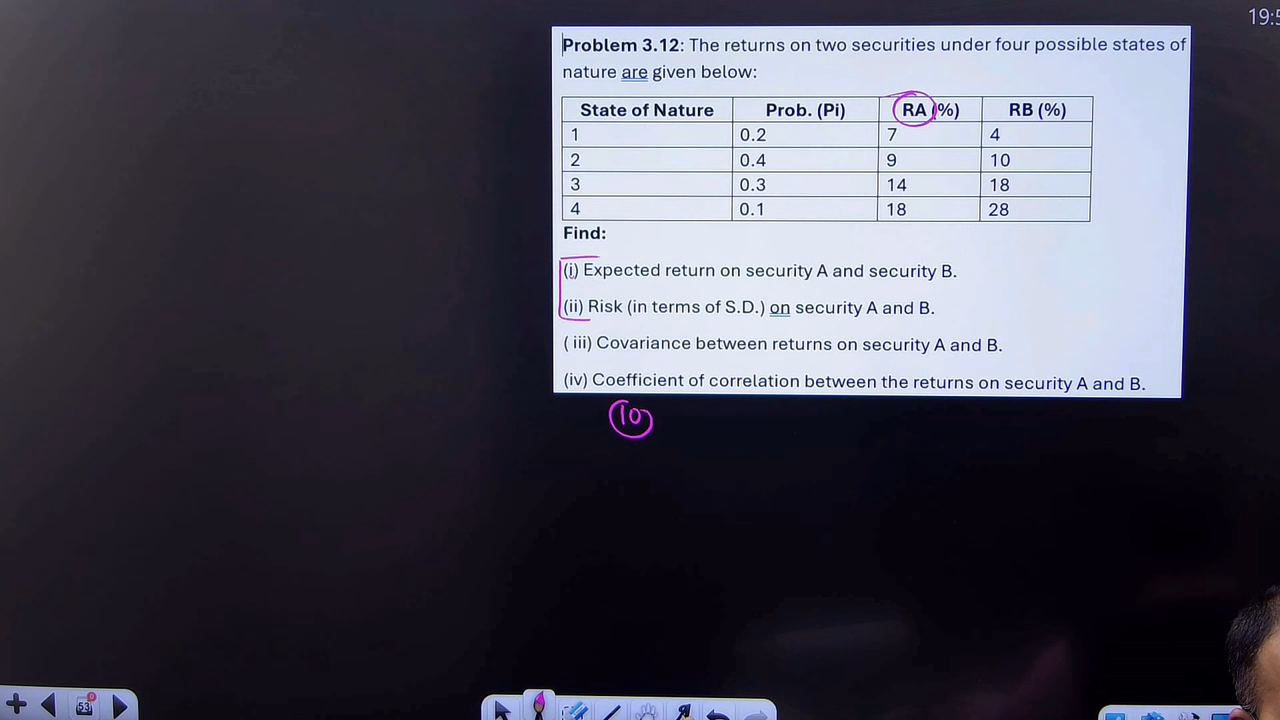 19:5
Problem 3.12: The returns on two securities under four possible states of
nature are given below:
State of Nature Prob. (Pi) RA (%) RB (%)
1 0.2 7 4
2 0.4 9 10
3 0.3 14 18
4 0.1 18 28
Find:
(i) Expected return on security A and security B.
(ii) Risk (in terms of S.D.) on security A and B.
( iii) Covariance between returns on security A and B.
(iv) Coefficient of correlation between the returns on security A and B.
10
53